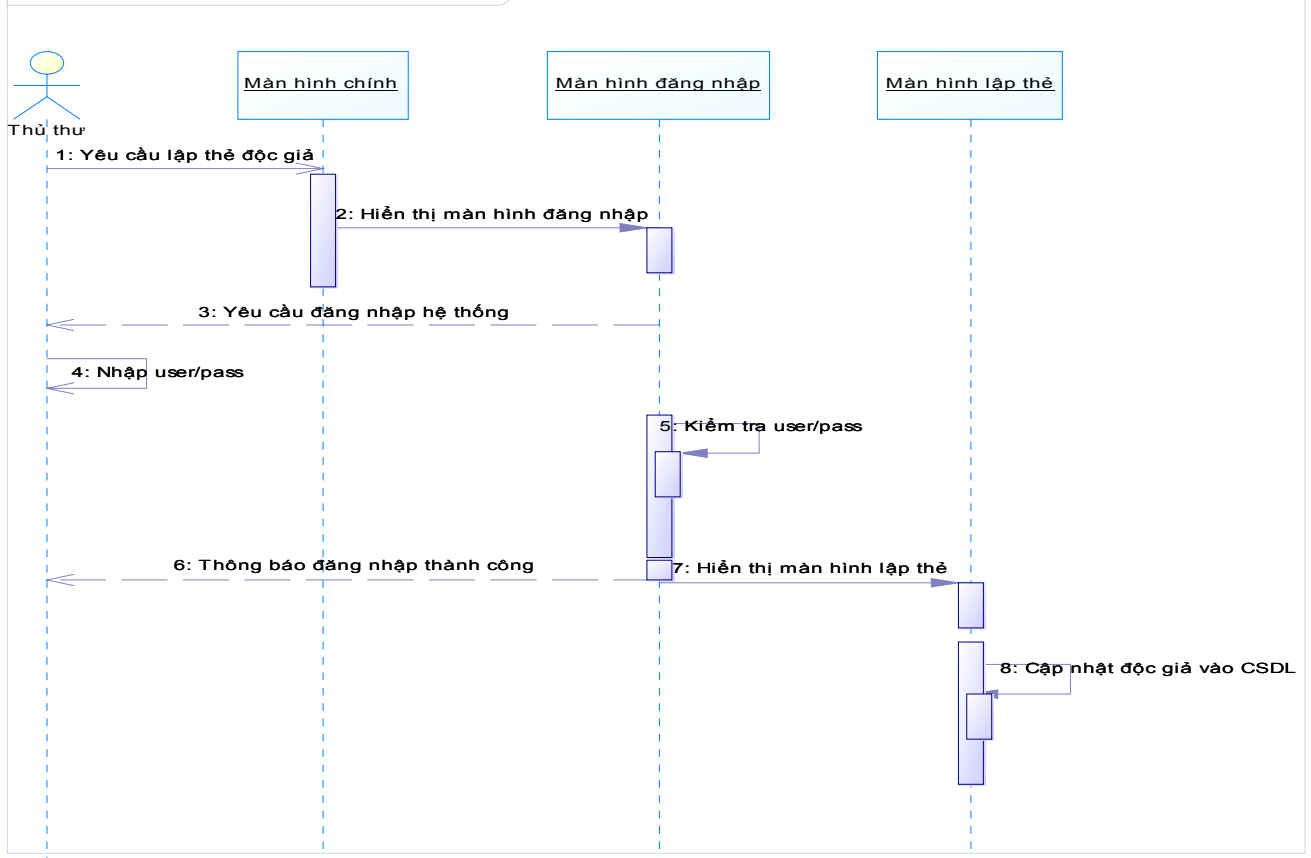 Màn hình chính
Màn hình đăng nhập
Màn hình lập thẻ
Thủ thư
1: Yêu cầu lập thẻ độc giả
2: Hiển thị màn hình đăng nhập
3: Yêu cầu đăng nhập hệ thống
4: Nhập user/pass
5: Kiểm tra user/pass
6: Thông báo đăng nhập thành công
7: Hiển thị màn hình lập thẻ
8: Cập nhật độc giả vào CSDL